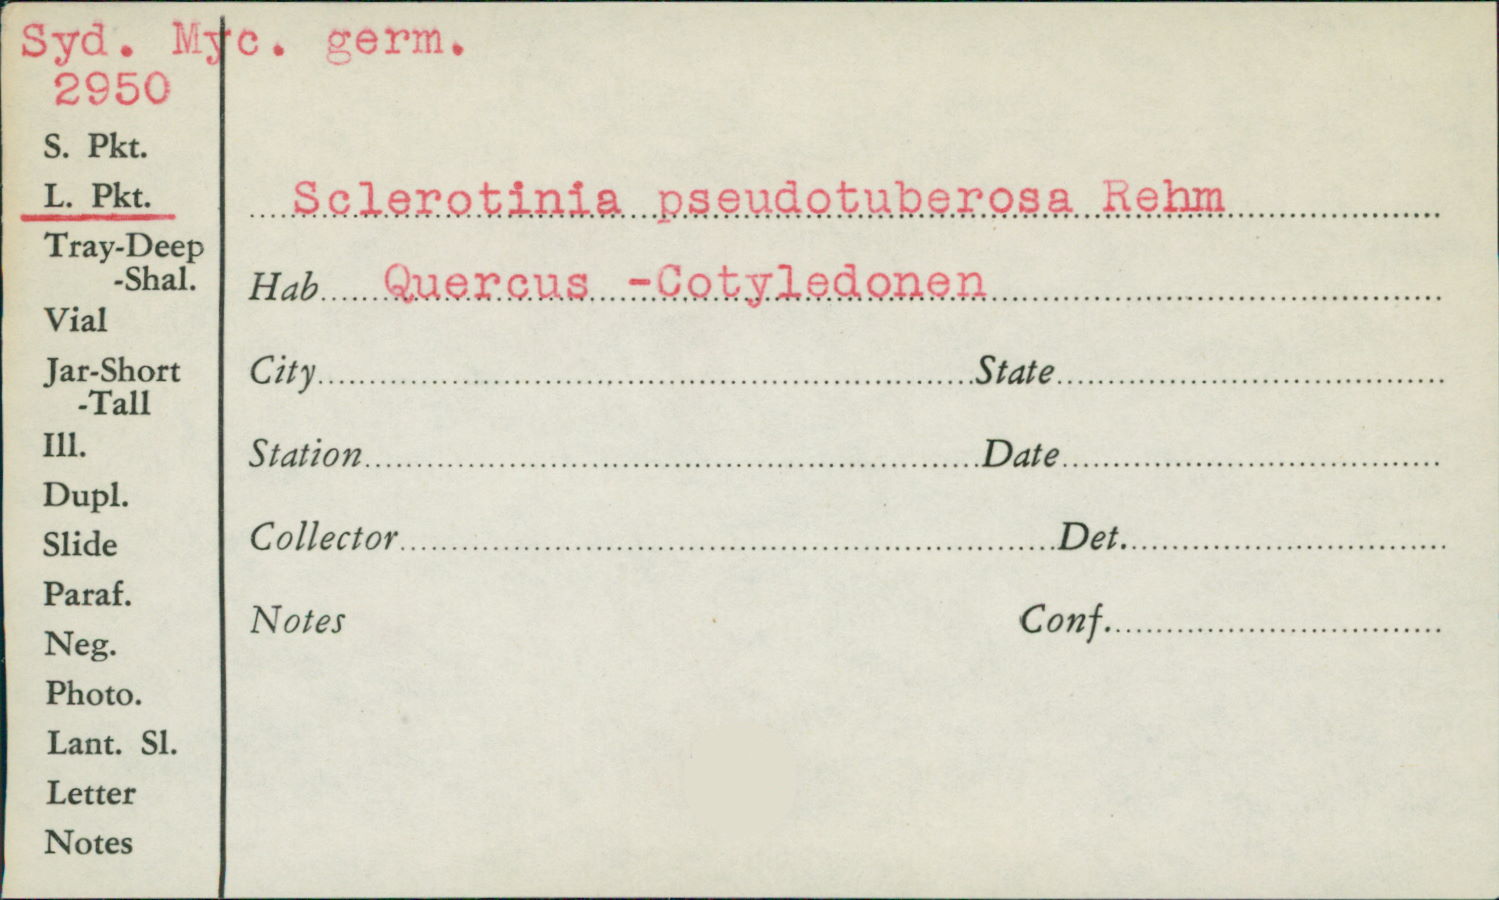 Syd. Myc. germ.
2950
S. Pkt.
L. Pkt.
Tray-Deep
-Shal.
Vial
Jar-Short
-Tall
Ill.
Dupl.
Slide
Paraf.
Neg.
Photo.
Lant. Sl.
Letter
Notes
Sclerotinia pseudotuberosa Rehm
Hab Quercus -Cotyledonen
City State
Station Date
Collector Det.
Notes Conf.